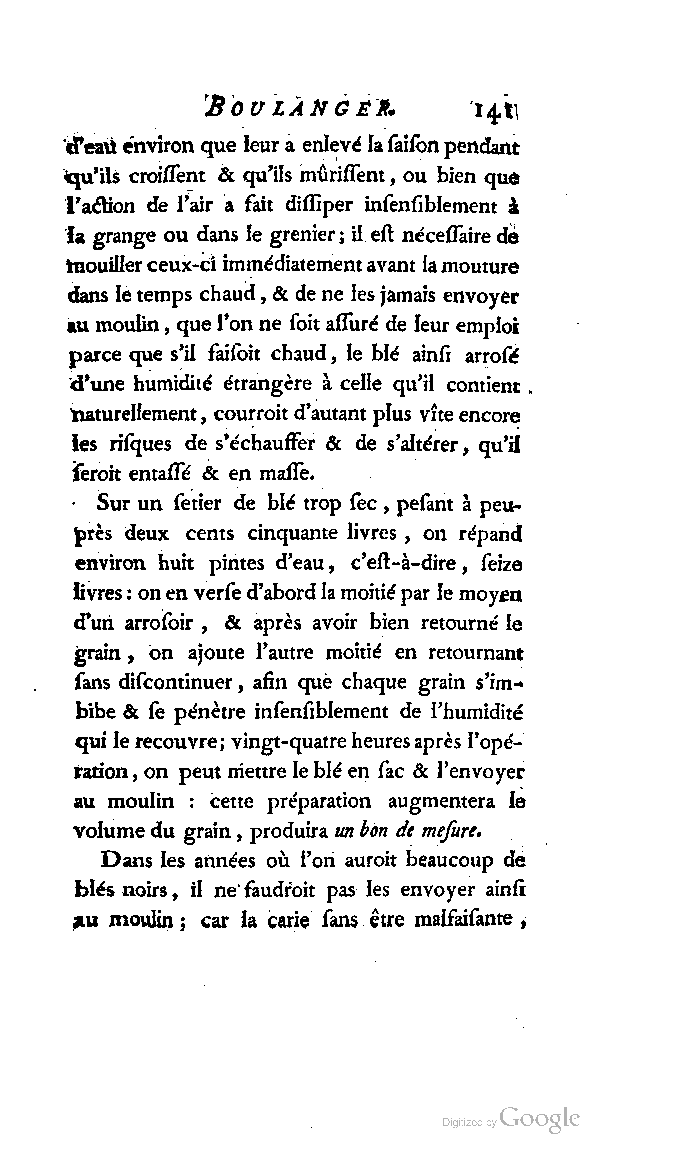 BOULANGER. 141
d'eau environ que leur a enlevé la ſaiſon pendant
qu'ils croiſſent & qu'ils mûriſſent, ou bien que
l'action de l'air a fait diſſiper inſenſiblement à
la grange ou dans le grenier; il eſt néceſſaire de
mouiller ceux-ci immédiatement avant la mouture
dans le temps chaud, & de ne les jamais envoyer
au moulin, que l'on ne ſoit aſſuré de leur emploi
parce que s'il faiſoit chaud, le blé ainſi arroſé
d'une humidité étrangère à celle qu'il contient
naturellement, courroit d'autant plus vîte encore
les riſques de s'échauffer & de s'altérer, qu'il
ſeroit entaſſé & en maſſe.
Sur un ſetier de blé trop ſec, peſant à peu-
près deux cents cinquante livres, on répand
environ huit pintes d'eau, c'eſt-à-dire, ſeize
livres: on en verſe d'abord la moitié par le moyen
d'un arroſoir, & après avoir bien retourné le
grain, on ajoute l'autre moitié en retournant
ſans diſcontinuer, afin que chaque grain s'im-
bibe & ſe pénètre inſenſiblement de l'humidité
qui le recouvre; vingt-quatre heures après l'opé-
ration, on peut mettre le blé en ſac & l'envoyer
au moulin : cette préparation augmentera le
volume du grain, produira un bon de meſure.
Dans les années où l'on auroit beaucoup de
blés noirs, il ne faudroit pas les envoyer ainſi
au moulin; car la carie ſans être malfaiſante,
Digitized by Google